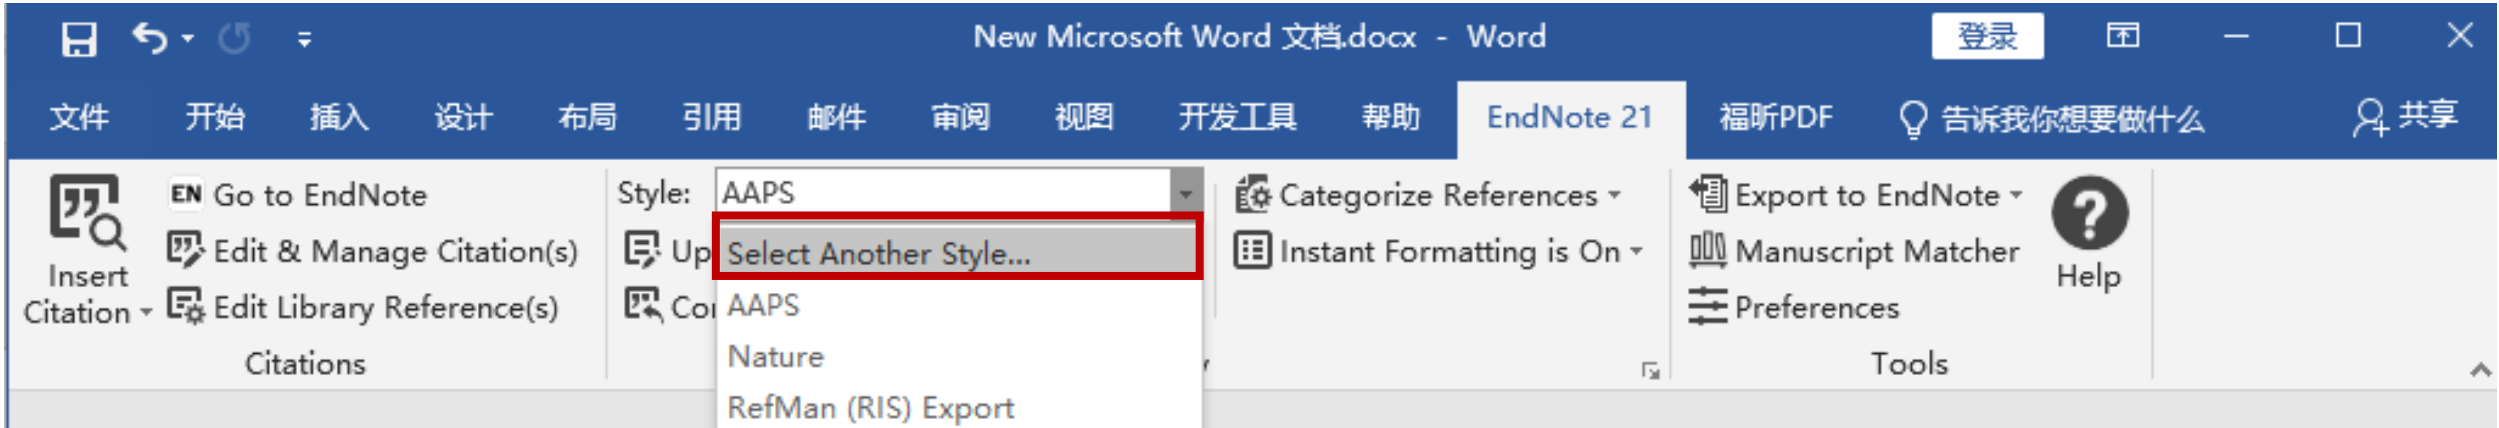 New Microsoft Word 文档.docx - Word
登录
文件 开始 插入 设计 布局 引用 邮件 审阅 视图 开发工具 帮助 EndNote 21 福昕PDF 告诉我你想要做什么 共享
Insert Citation
EN Go to EndNote
Edit & Manage Citation(s)
Edit Library Reference(s)
Citations
Style: AAPS
Up
Select Another Style...
Co
AAPS
Nature
RefMan (RIS) Export
Categorize References
Instant Formatting is On
Export to EndNote
Manuscript Matcher
Preferences
Help
Tools